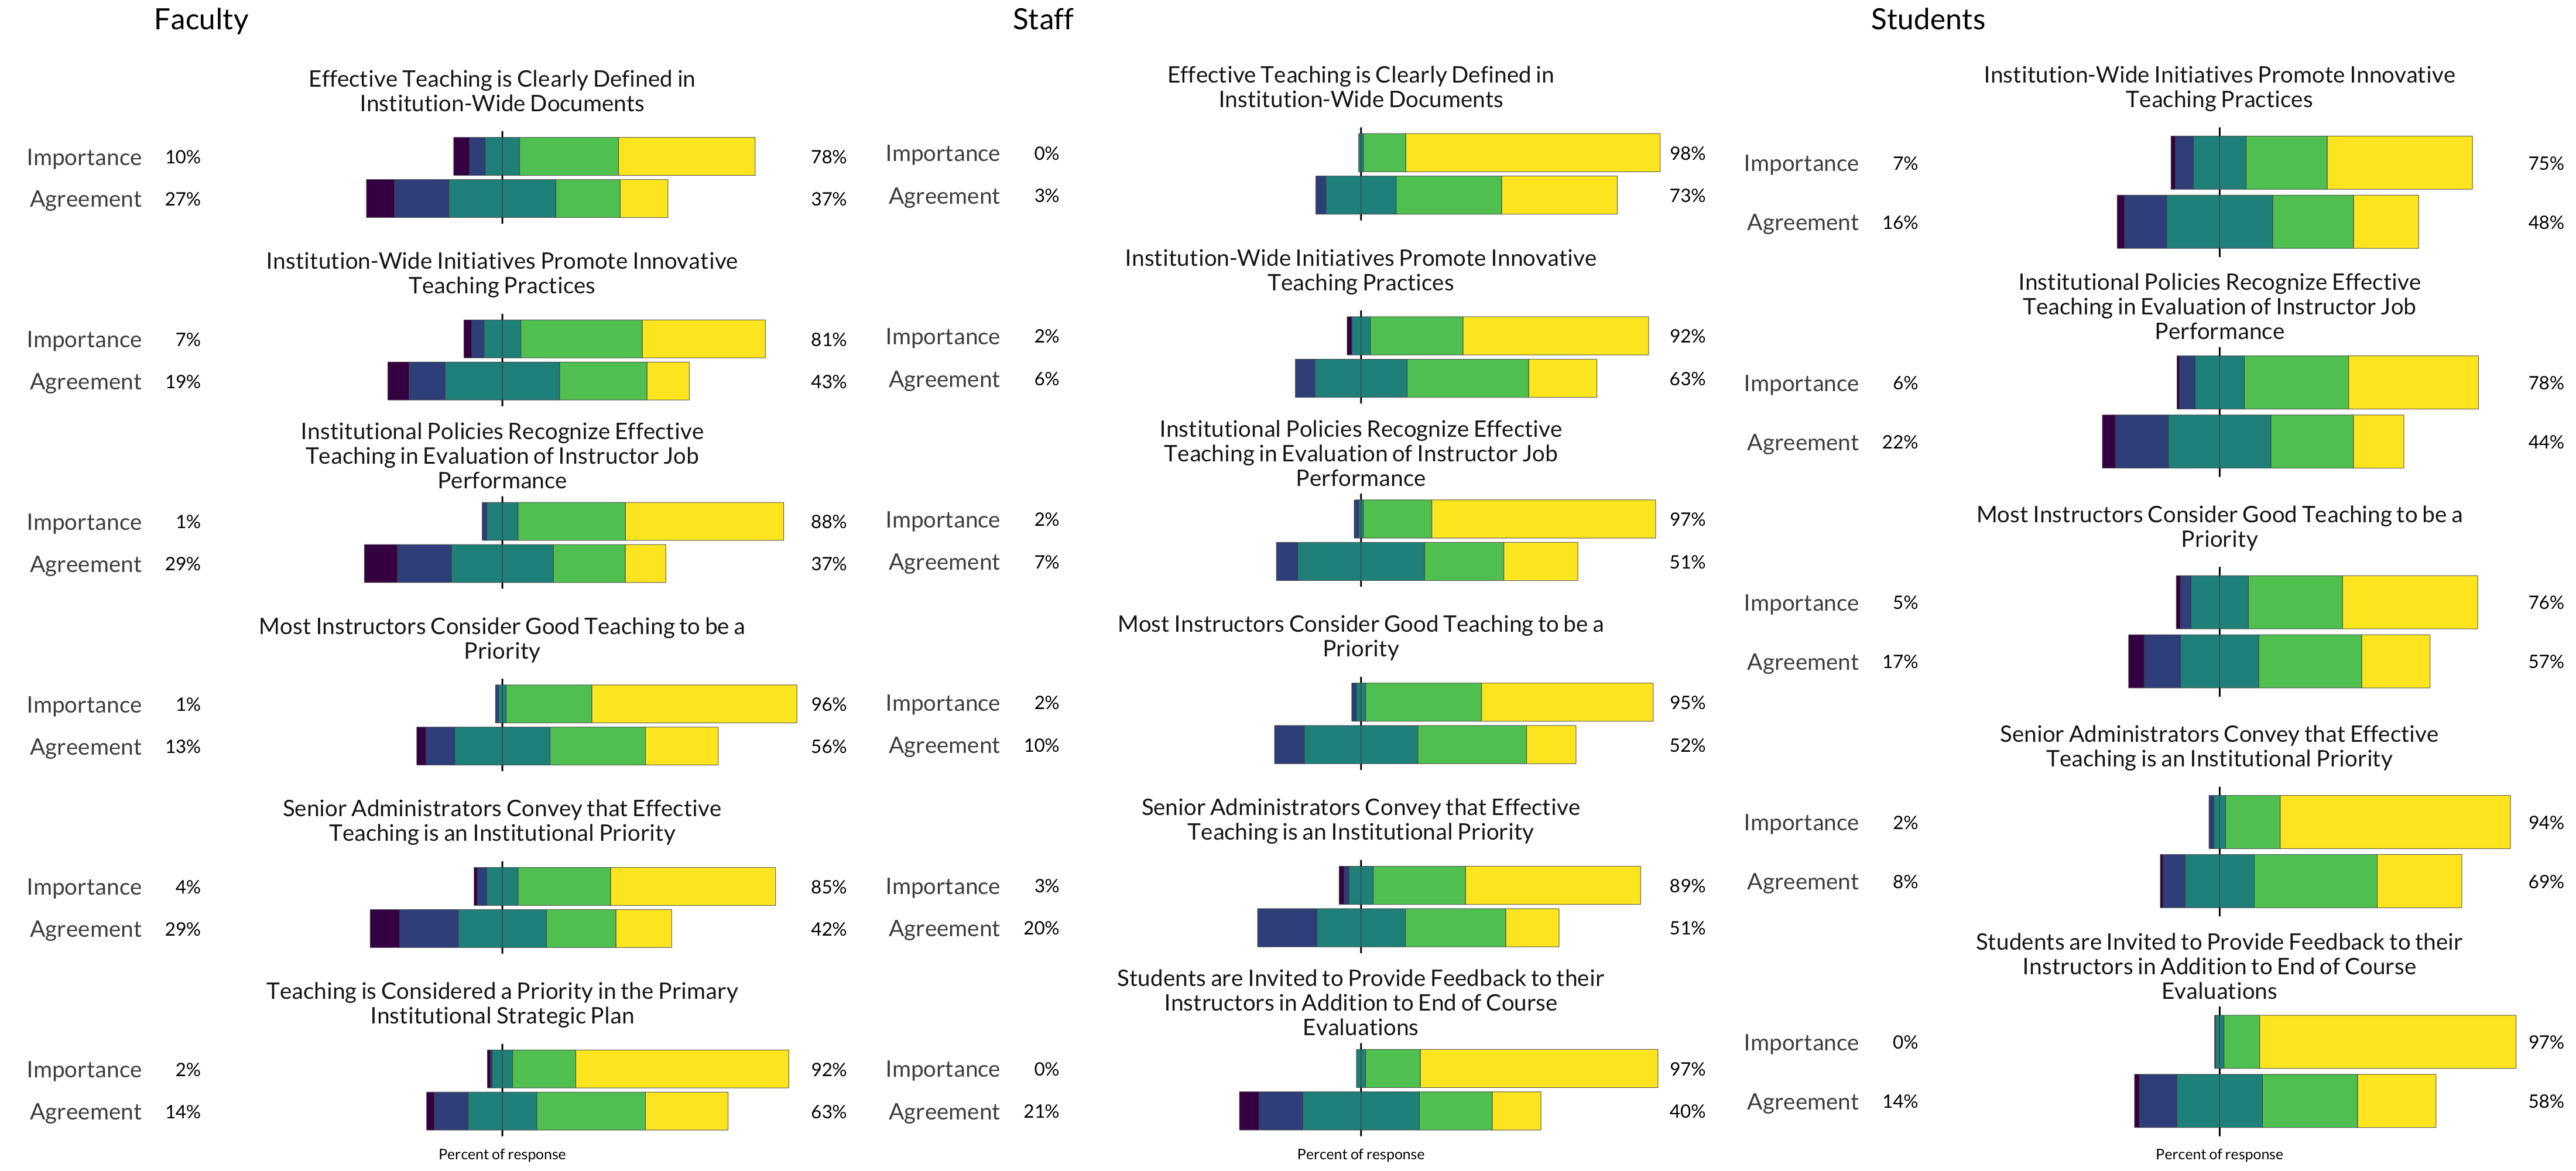 Faculty
Effective Teaching is Clearly Defined in
Institution-Wide Documents
Importance 10% 78%
Agreement 27% 37%
Institution-Wide Initiatives Promote Innovative
Teaching Practices
Importance 7% 81%
Agreement 19% 43%
Institutional Policies Recognize Effective
Teaching in Evaluation of Instructor Job
Performance
Importance 1% 88%
Agreement 29% 37%
Most Instructors Consider Good Teaching to be a
Priority
Importance 1% 96%
Agreement 13% 56%
Senior Administrators Convey that Effective
Teaching is an Institutional Priority
Importance 4% 85%
Agreement 29% 42%
Teaching is Considered a Priority in the Primary
Institutional Strategic Plan
Importance 2% 92%
Agreement 14% 63%
Percent of response
Staff
Effective Teaching is Clearly Defined in
Institution-Wide Documents
Importance 0% 98%
Agreement 3% 73%
Institution-Wide Initiatives Promote Innovative
Teaching Practices
Importance 2% 92%
Agreement 6% 63%
Institutional Policies Recognize Effective
Teaching in Evaluation of Instructor Job
Performance
Importance 2% 97%
Agreement 7% 51%
Most Instructors Consider Good Teaching to be a
Priority
Importance 2% 95%
Agreement 10% 52%
Senior Administrators Convey that Effective
Teaching is an Institutional Priority
Importance 3% 89%
Agreement 20% 51%
Students are Invited to Provide Feedback to their
Instructors in Addition to End of Course
Evaluations
Importance 0% 97%
Agreement 21% 40%
Percent of response
Students
Institution-Wide Initiatives Promote Innovative
Teaching Practices
Importance 7% 75%
Agreement 16% 48%
Institutional Policies Recognize Effective
Teaching in Evaluation of Instructor Job
Performance
Importance 6% 78%
Agreement 22% 44%
Most Instructors Consider Good Teaching to be a
Priority
Importance 5% 76%
Agreement 17% 57%
Senior Administrators Convey that Effective
Teaching is an Institutional Priority
Importance 2% 94%
Agreement 8% 69%
Students are Invited to Provide Feedback to their
Instructors in Addition to End of Course
Evaluations
Importance 0% 97%
Agreement 14% 58%
Percent of response